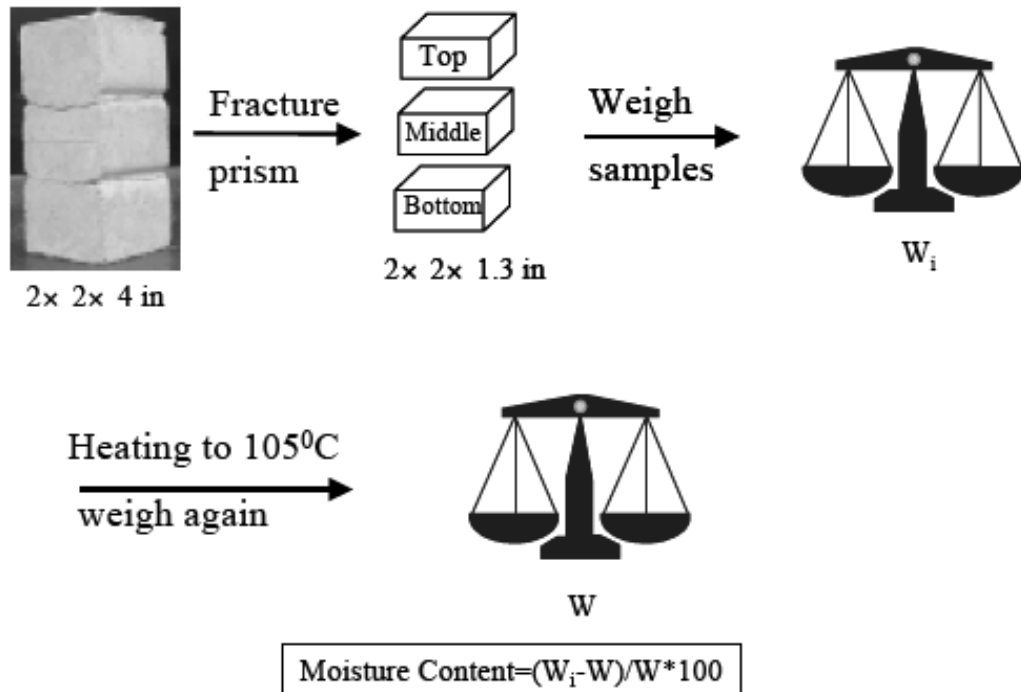 Fracture
prism
Top
Middle
Bottom
Weigh
samples
2× 2× 4 in
2× 2× 1.3 in
Wᵢ
Heating to 105⁰C
weigh again
W
Moisture Content=(Wᵢ-W)/W*100